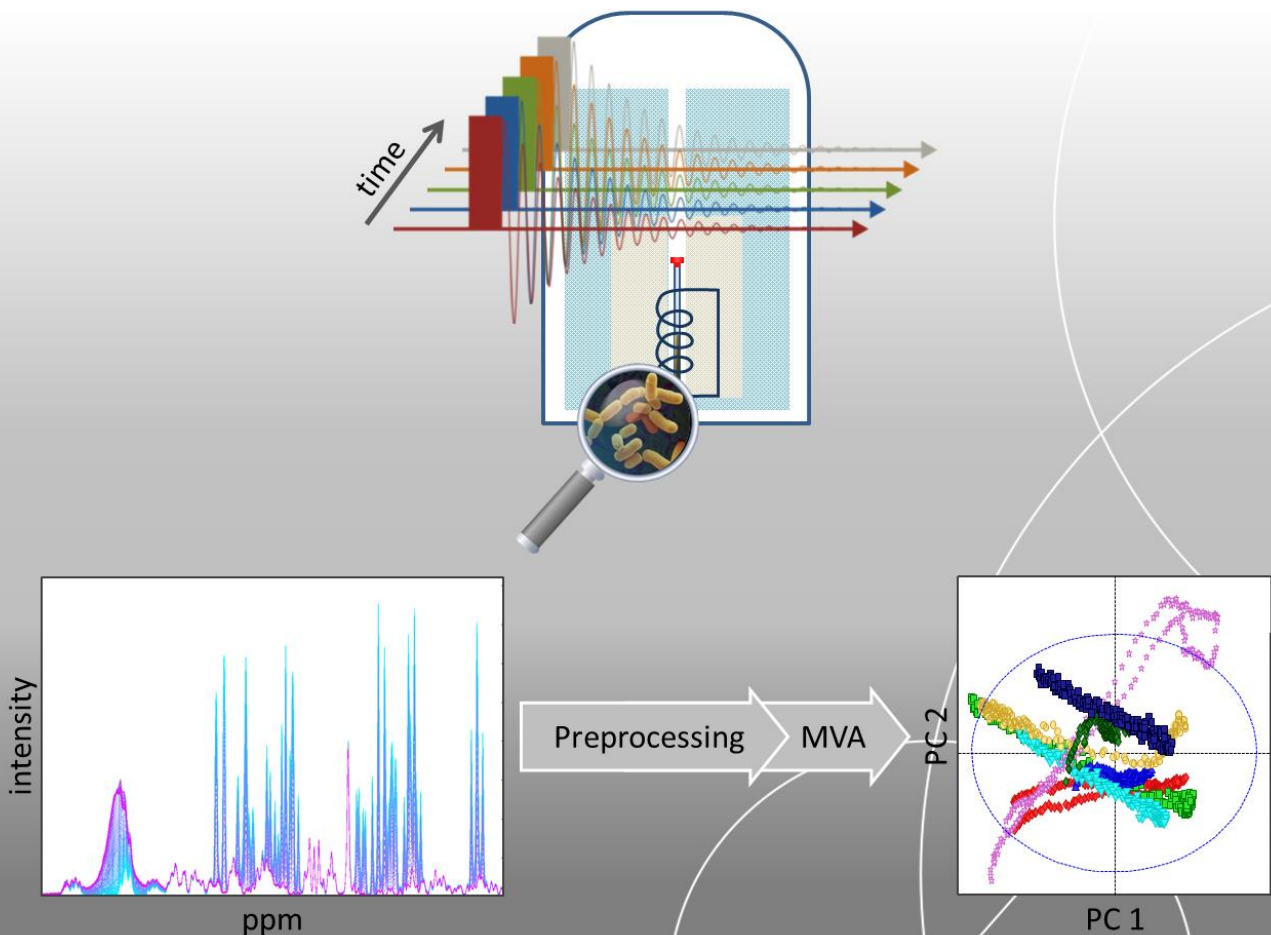 time
intensity
ppm
Preprocessing
MVA
PC 2
PC 1